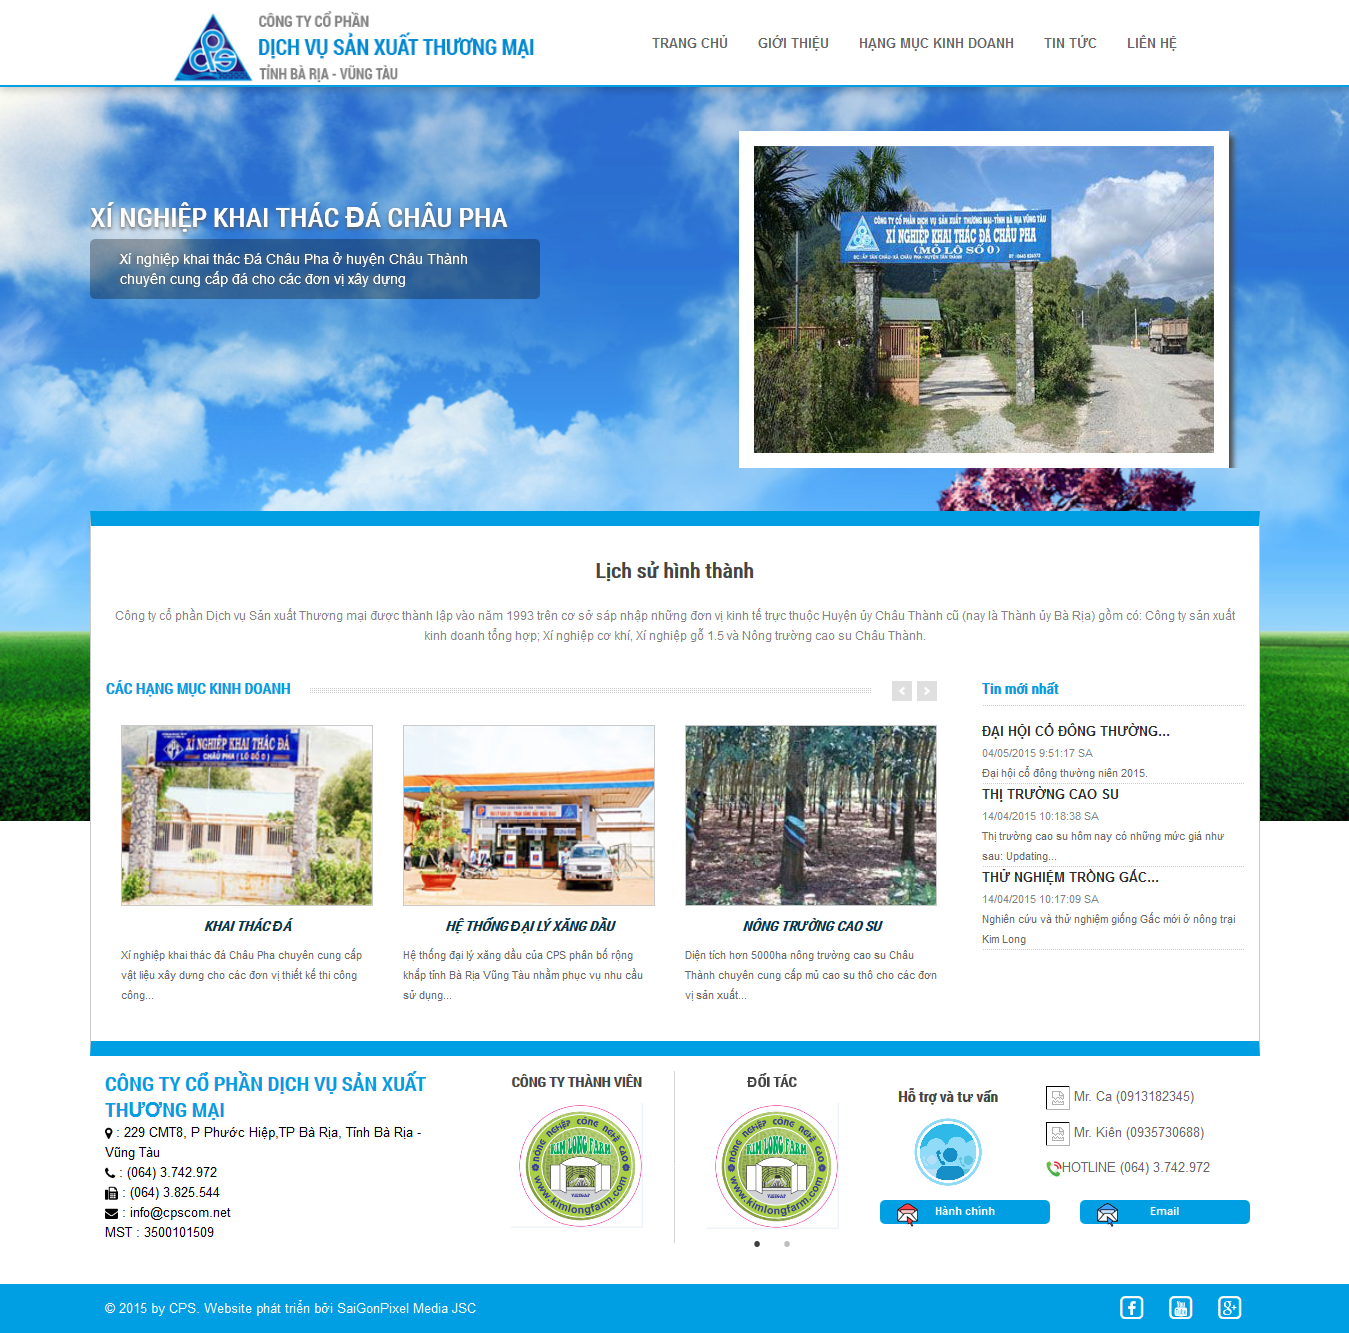 CÔNG TY CỔ PHẦN
DỊCH VỤ SẢN XUẤT THƯƠNG MẠI
TỈNH BÀ RỊA - VŨNG TÀU
TRANG CHỦ GIỚI THIỆU HẠNG MỤC KINH DOANH TIN TỨC LIÊN HỆ
XÍ NGHIỆP KHAI THÁC ĐÁ CHÂU PHA
Xí nghiệp khai thác Đá Châu Pha ở huyện Châu Thành
chuyên cung cấp đá cho các đơn vị xây dựng
CÔNG TY CỔ PHẦN DỊCH VỤ SẢN XUẤT THƯƠNG MẠI-TỈNH BÀ RỊA VŨNG TÀU
XÍ NGHIỆP KHAI THÁC ĐÁ CHÂU PHA
(MỎ LÔ SỐ 0)
Lịch sử hình thành
Công ty cổ phần Dịch vụ Sản xuất Thương mại được thành lập vào năm 1993 trên cơ sở sáp nhập những đơn vị kinh tế trực thuộc Huyện ủy Châu Thành cũ (nay là Thành ủy Bà Rịa) gồm có: Công ty sản xuất
kinh doanh tổng hợp; Xí nghiệp cơ khí, Xí nghiệp gỗ 1.5 và Nông trường cao su Châu Thành.
CÁC HẠNG MỤC KINH DOANH
XÍ NGHIỆP KHAI THÁC ĐÁ
CHÂU PHA ( LÔ SỐ 0 )
KHAI THÁC ĐÁ
Xí nghiệp khai thác đá Châu Pha chuyên cung cấp
vật liệu xây dưng cho các đơn vị thiết kế thi công
công...
HỆ THỐNG ĐẠI LÝ XĂNG DẦU
Hệ thống đại lý xăng dầu của CPS phân bố rộng
khắp tỉnh Bà Rịa Vũng Tàu nhằm phục vụ nhu cầu
sử dụng...
NÔNG TRƯỜNG CAO SU
Diện tích hơn 5000ha nông trường cao su Châu
Thành chuyên cung cấp mủ cao su thô cho các đơn
vị sản xuất...
Tin mới nhất
ĐẠI HỘI CỔ ĐÔNG THƯỜNG...
04/05/2015 9:51:17 SA
Đại hội cổ đông thường niên 2015.
THỊ TRƯỜNG CAO SU
14/04/2015 10:18:38 SA
Thị trường cao su hôm nay có những mức giá như
sau: Updating...
THỬ NGHIỆM TRỒNG GẤC...
14/04/2015 10:17:09 SA
Nghiên cứu và thử nghiệm giống Gấc mới ở nông trại
Kim Long
CÔNG TY CỔ PHẦN DỊCH VỤ SẢN XUẤT
THƯƠNG MẠI
: 229 CMT8, P Phước Hiệp,TP Bà Rịa, Tỉnh Bà Rịa -
Vũng Tàu
: (064) 3.742.972
: (064) 3.825.544
: info@cpscom.net
MST : 3500101509
CÔNG TY THÀNH VIÊN
NÔNG NGHIỆP CÔNG NGHỆ CAO
KIM LONG FARM
www.kimlongfarm.com
ĐỐI TÁC
NÔNG NGHIỆP CÔNG NGHỆ CAO
KIM LONG FARM
www.kimlongfarm.com
Hỗ trợ và tư vấn
Mr. Ca (0913182345)
Mr. Kiên (0935730688)
HOTLINE (064) 3.742.972
Hành chính
Email
© 2015 by CPS. Website phát triển bởi SaiGonPixel Media JSC